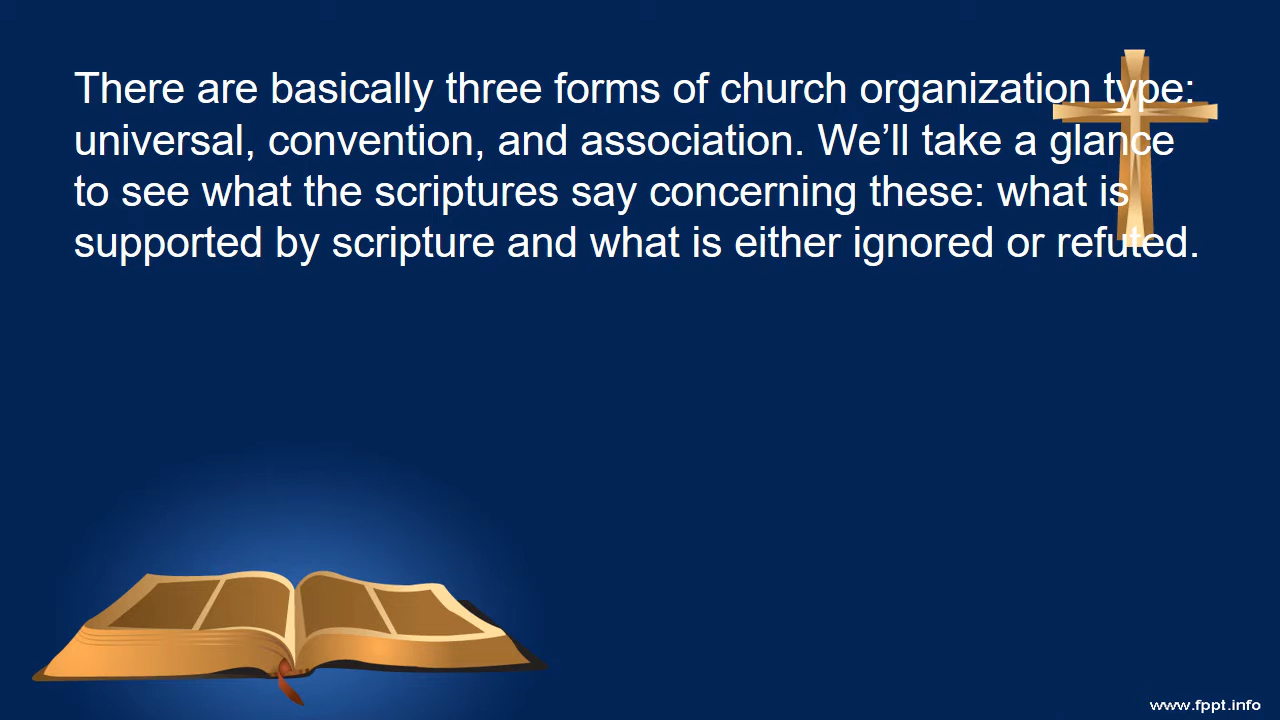 There are basically three forms of church organization type:
universal, convention, and association. We’ll take a glance
to see what the scriptures say concerning these: what is
supported by scripture and what is either ignored or refuted.
www.fppt.info